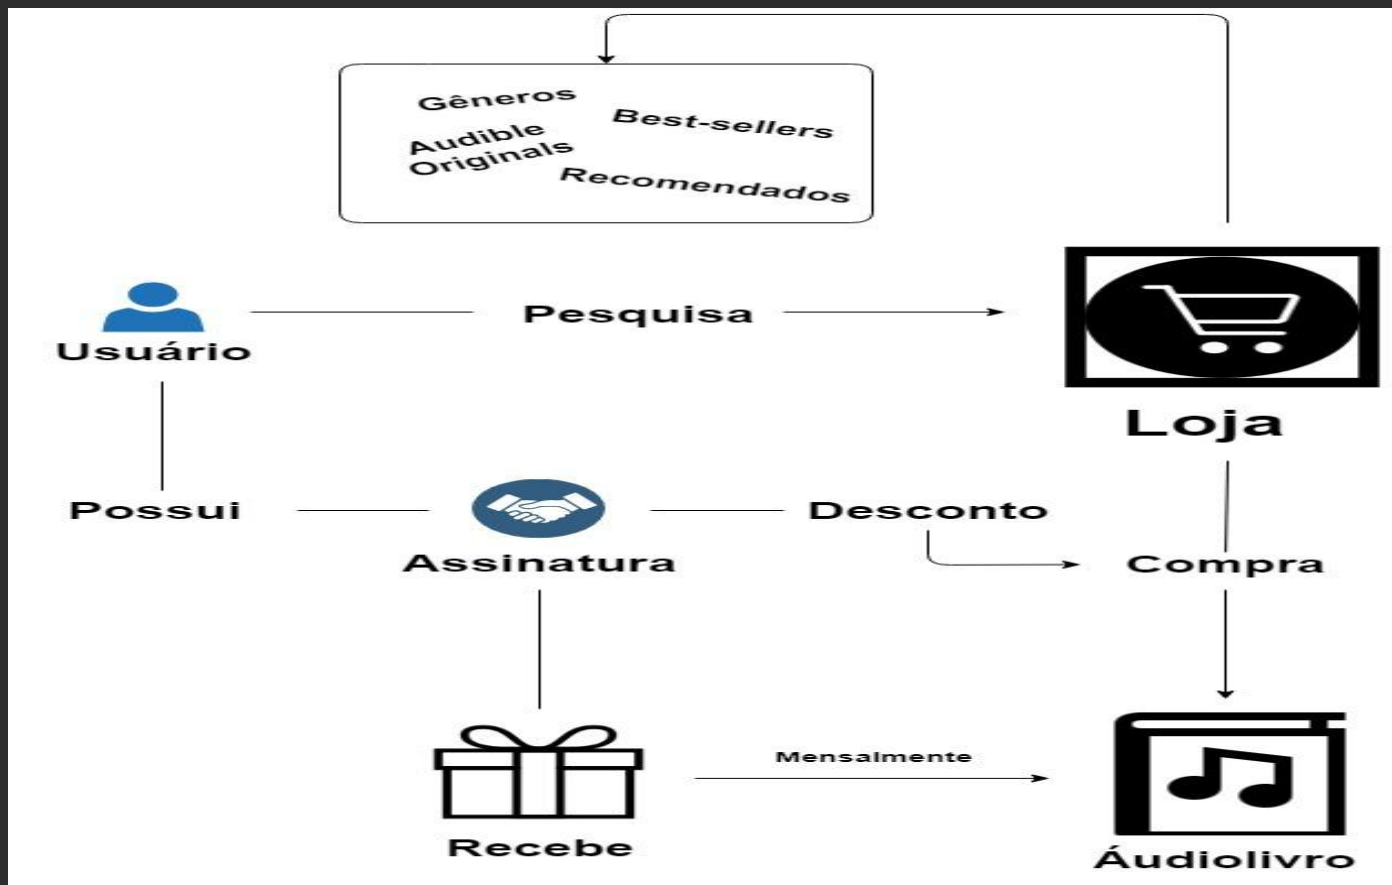 Gêneros
Best-sellers
Audible
Originals
Recomendados
Pesquisa
Usuário
Loja
Possui
Desconto
Assinatura
Compra
Mensalmente
Recebe
Áudiolivro